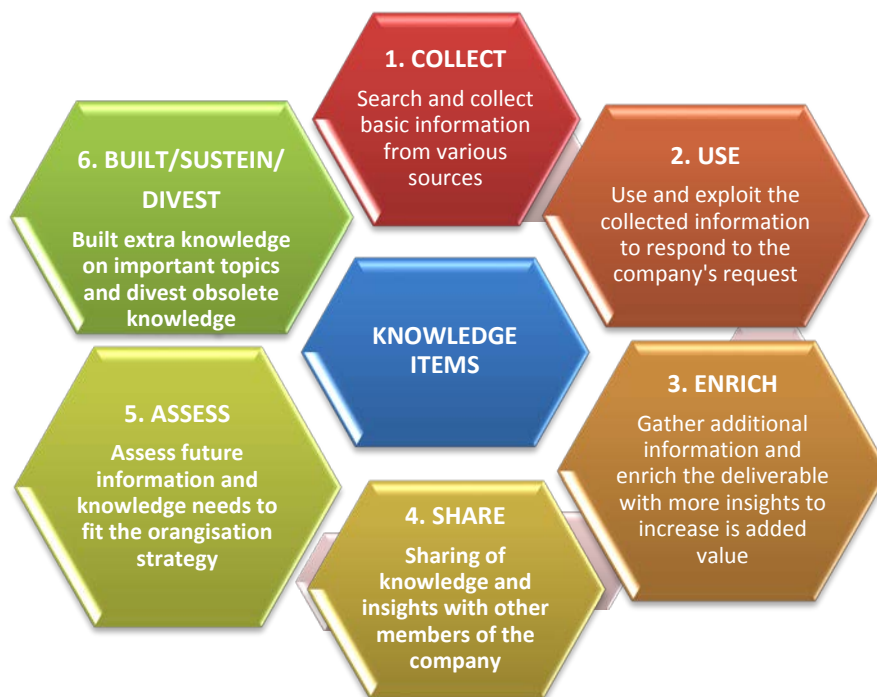 1. COLLECT
Search and collect
basic information
from various
sources
2. USE
Use and exploit the
collected information
to respond to the
company's request
3. ENRICH
Gather additional
information and
enrich the deliverable
with more insights to
increase is added
value
4. SHARE
Sharing of
knowledge and
insights with other
members of the
company
5. ASSESS
Assess future
information and
knowledge needs to
fit the orangisation
strategy
6. BUILT/SUSTEIN/
DIVEST
Built extra knowledge
on important topics
and divest obsolete
knowledge
KNOWLEDGE
ITEMS